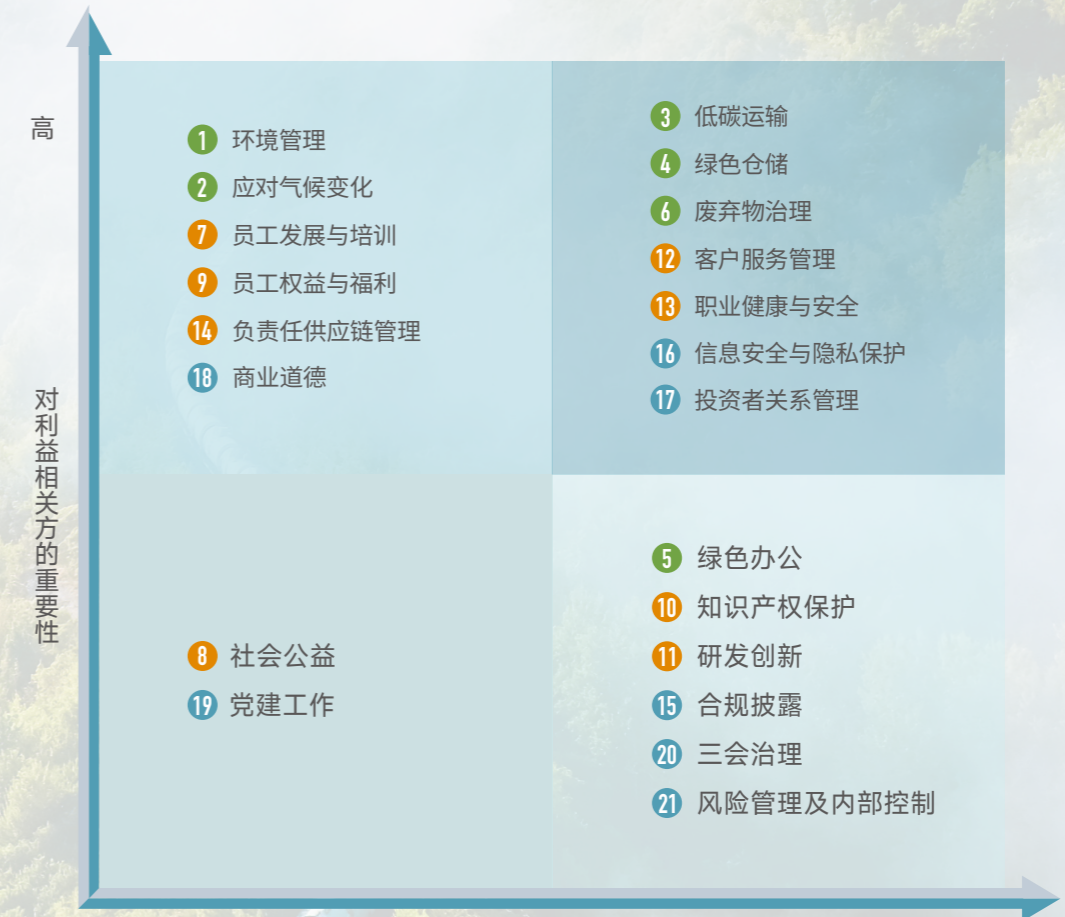 高
对利益相关方的重要性
1 环境管理
2 应对气候变化
7 员工发展与培训
9 员工权益与福利
14 负责任供应链管理
18 商业道德
3 低碳运输
4 绿色仓储
6 废弃物治理
12 客户服务管理
13 职业健康与安全
16 信息安全与隐私保护
17 投资者关系管理
8 社会公益
19 党建工作
5 绿色办公
10 知识产权保护
11 研发创新
15 合规披露
20 三会治理
21 风险管理及内部控制